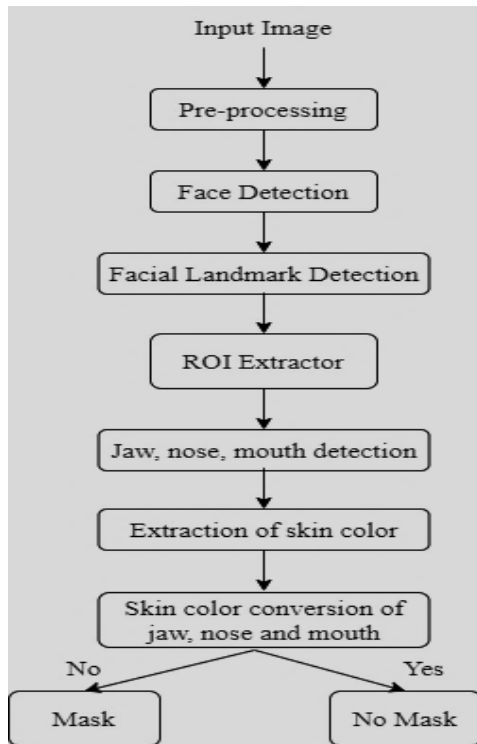 Input Image
Pre-processing
Face Detection
Facial Landmark Detection
ROI Extractor
Jaw, nose, mouth detection
Extraction of skin color
Skin color conversion of
jaw, nose and mouth
No
Yes
Mask
No Mask